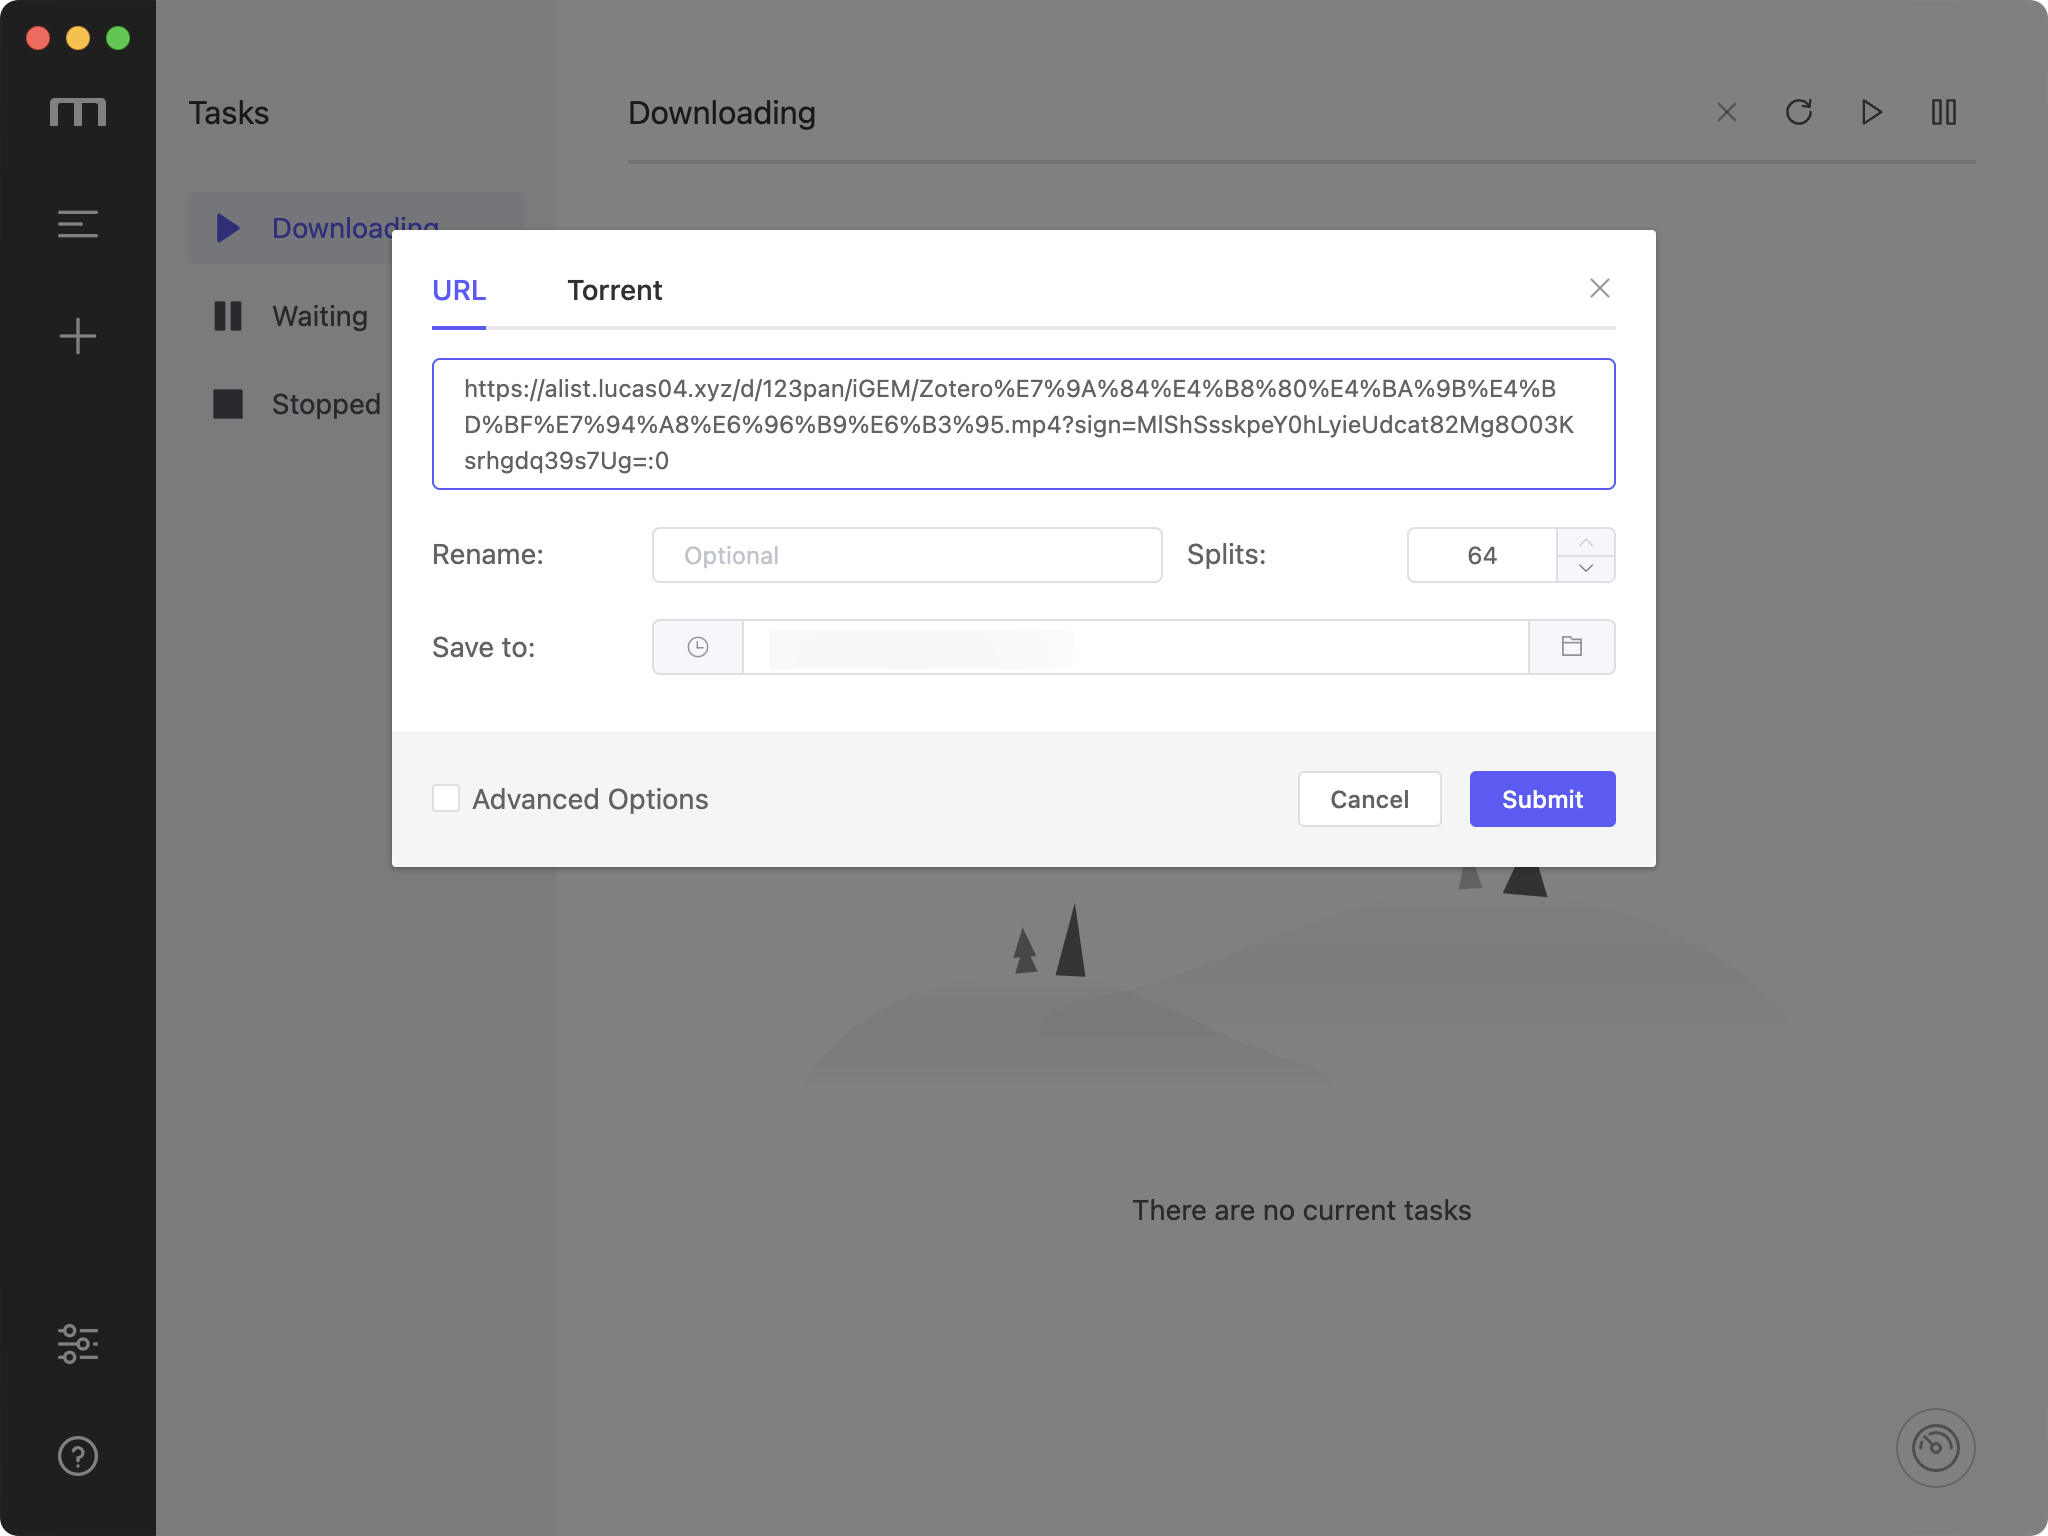 Tasks
Downloading
Downloading
Waiting
Stopped
URL
Torrent
https://alist.lucas04.xyz/d/123pan/iGEM/Zotero%E7%9A%84%E4%B8%80%E4%BA%9B%E4%B
D%BF%E7%94%A8%E6%96%B9%E6%B3%95.mp4?sign=MlShSsskpeY0hLyieUdcat82Mg8O03K
srhgdq39s7Ug=:0
Rename:
Optional
Splits:
64
Save to:
Advanced Options
Cancel
Submit
There are no current tasks